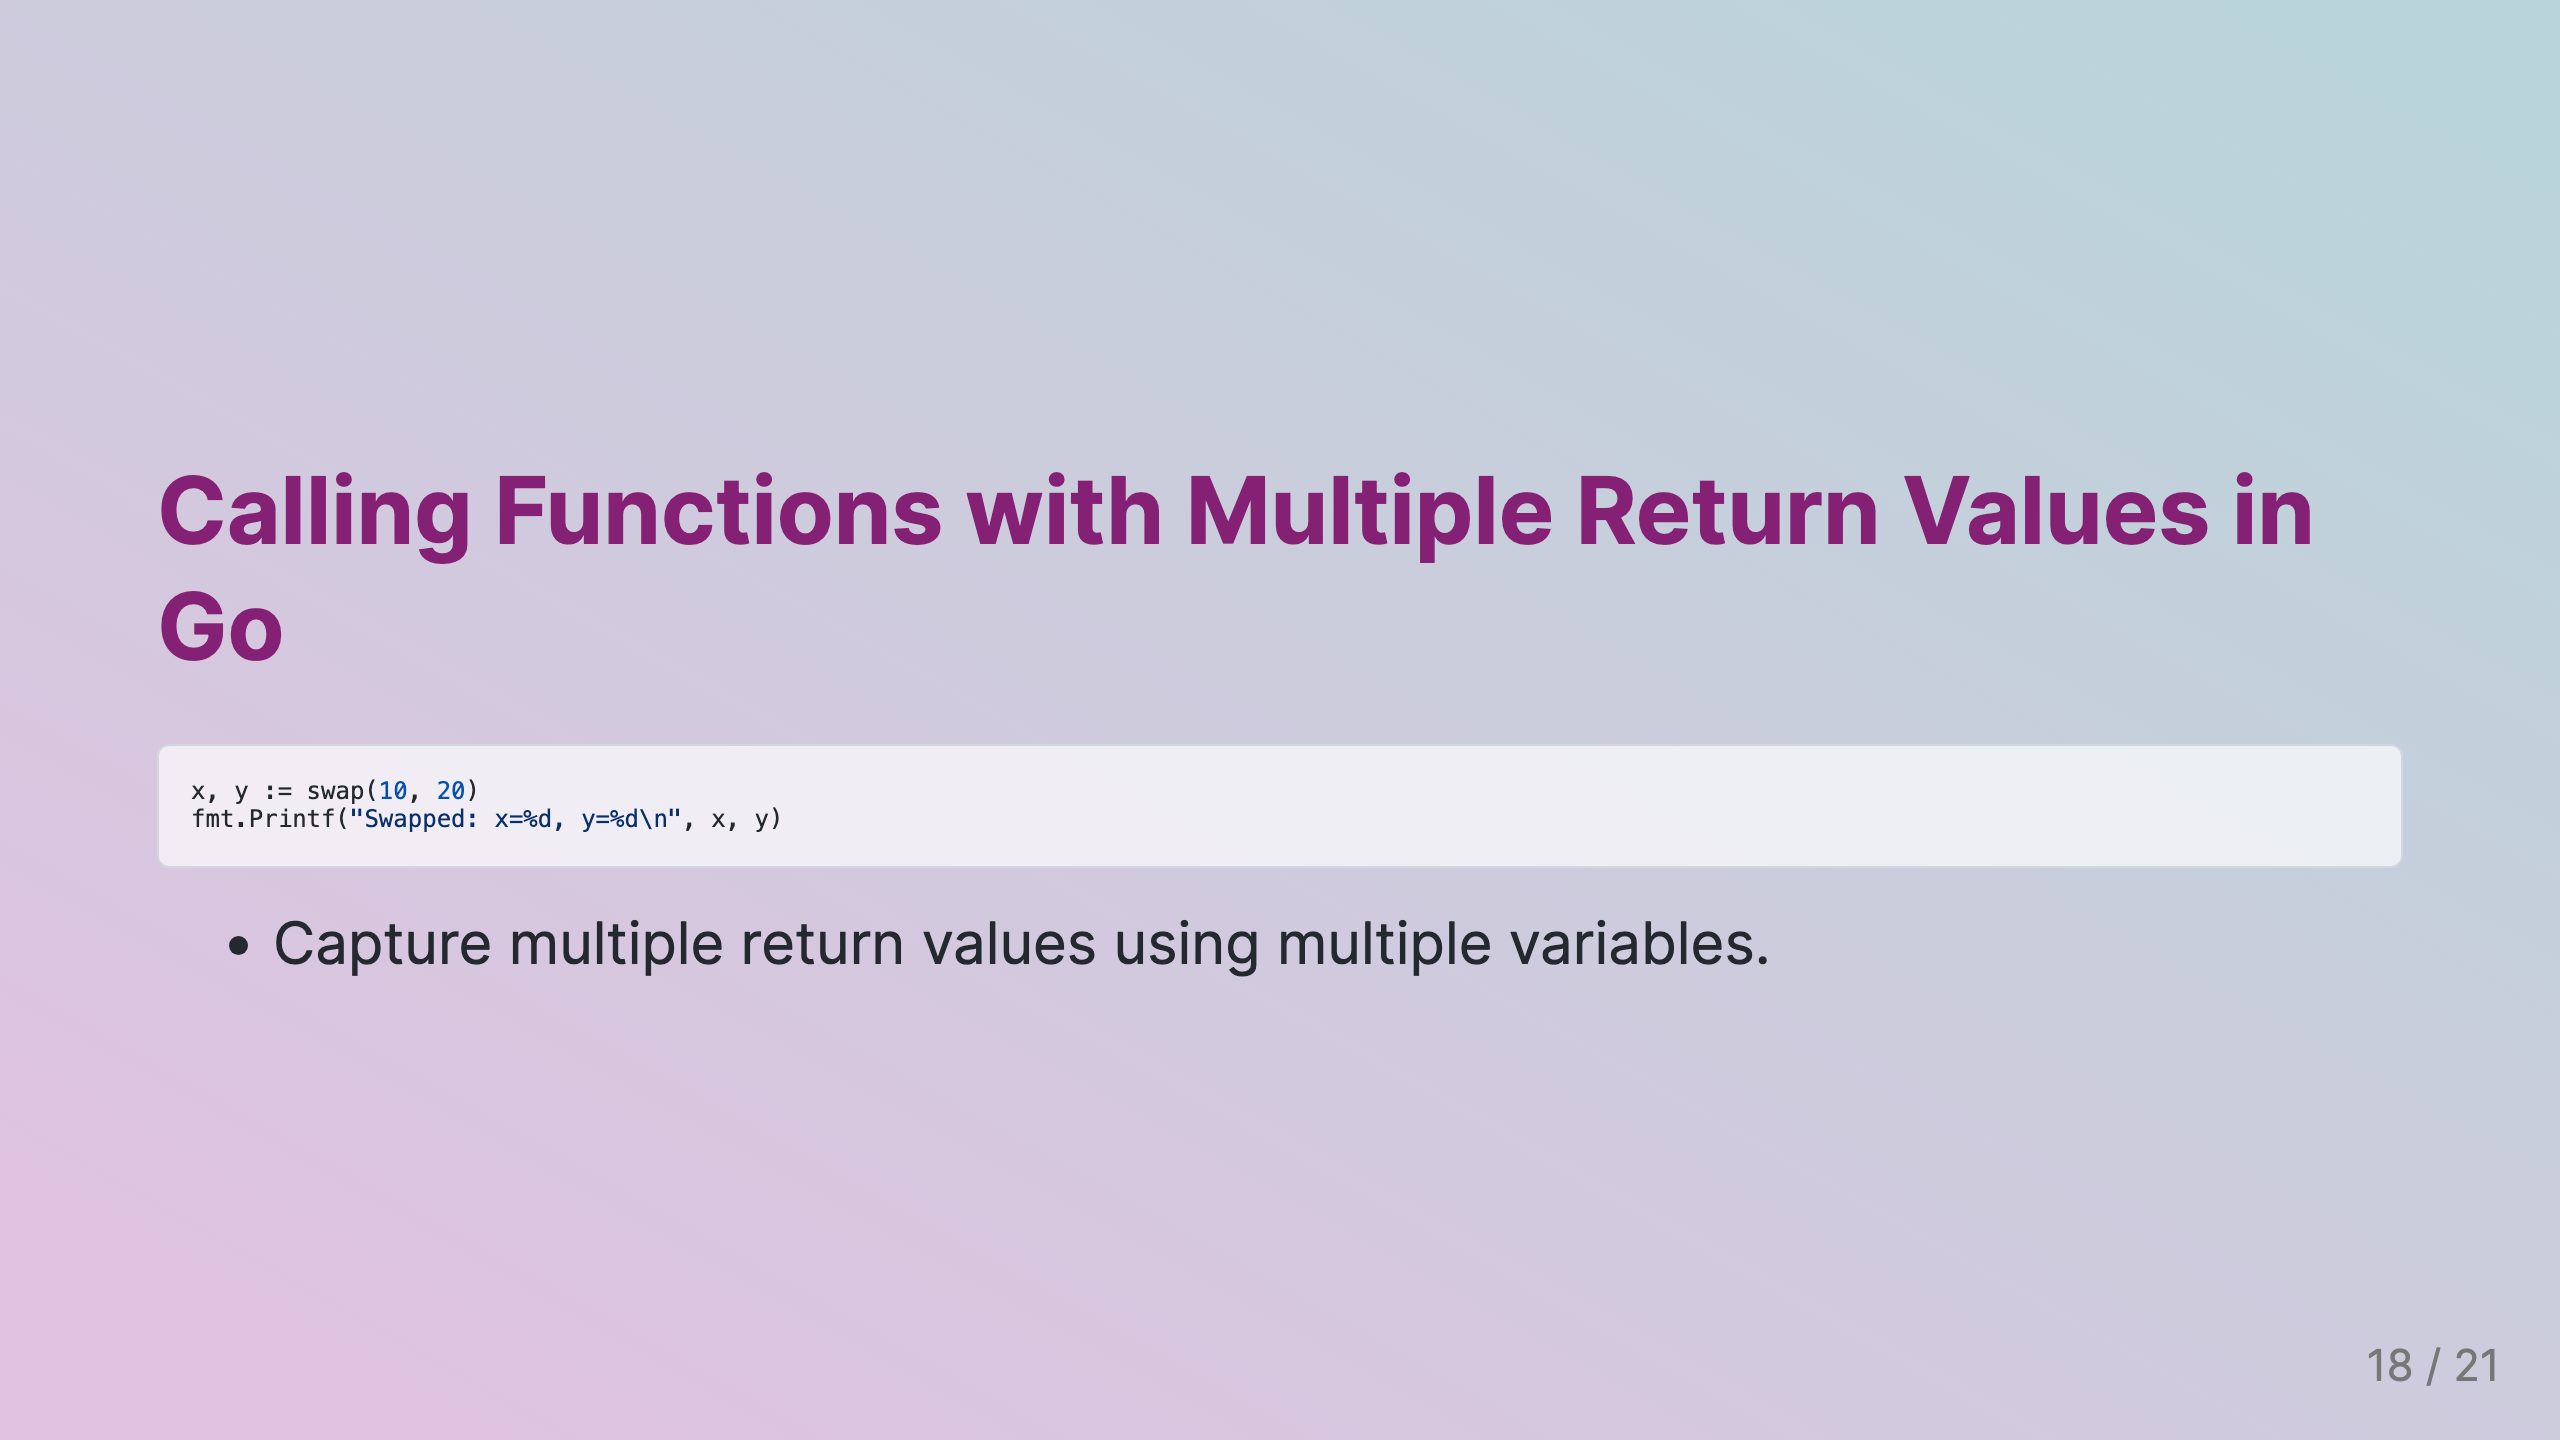 Calling Functions with Multiple Return Values in
Go
x, y := swap(10, 20)
fmt.Printf("Swapped: x=%d, y=%d\n", x, y)
• Capture multiple return values using multiple variables.
18 / 21